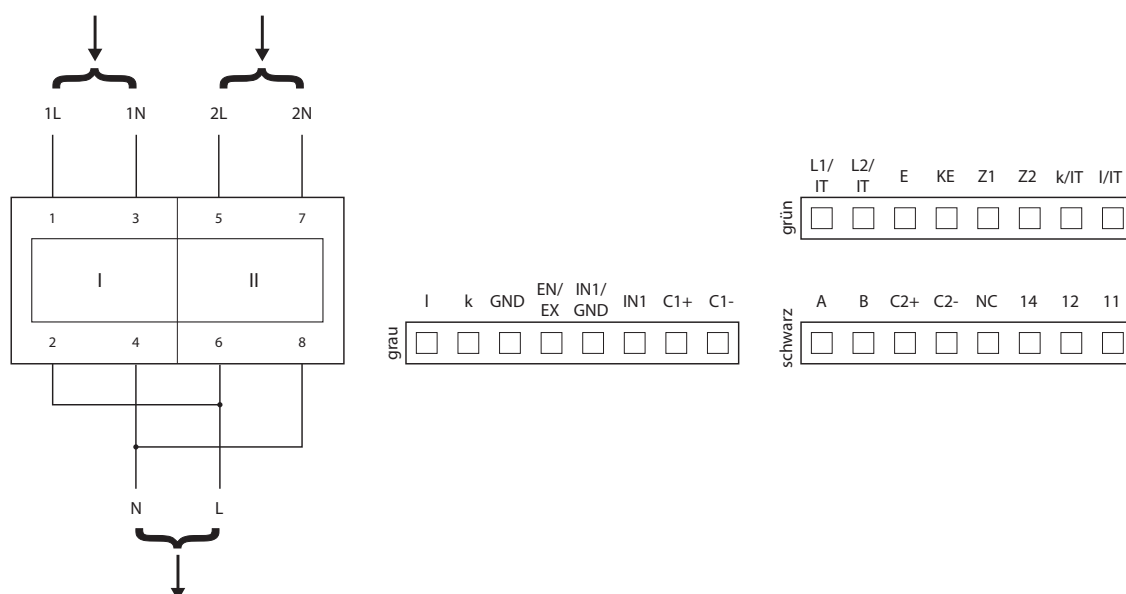 1L 1N 2L 2N
1 3 5 7
I II
2 4 6 8
N L
l k GND EN/EX IN1/GND IN1 C1+ C1-
grau
L1/IT L2/IT E KE Z1 Z2 k/IT l/IT
grün
A B C2+ C2- NC 14 12 11
schwarz